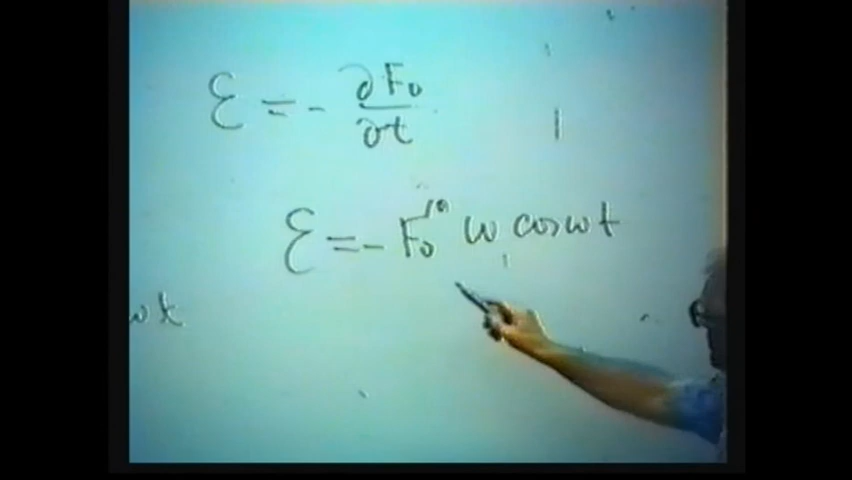 ℰ = - ∂F₀/∂t
ℰ = - F₀ ω cos ωt
ωt